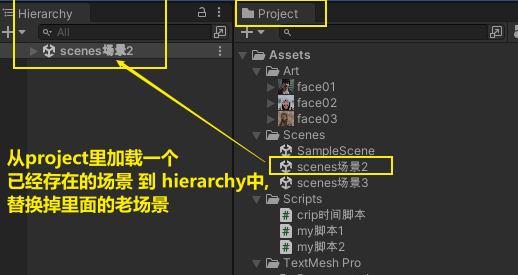 Hierarchy
Project
All
scenes场景2
Assets
Art
face01
face02
face03
Scenes
SampleScene
scenes场景2
scenes场景3
Scripts
crip时间脚本
my脚本1
my脚本2
TextMesh Pro
从project里加载一个
已经存在的场景 到 hierarchy中,
替换掉里面的老场景